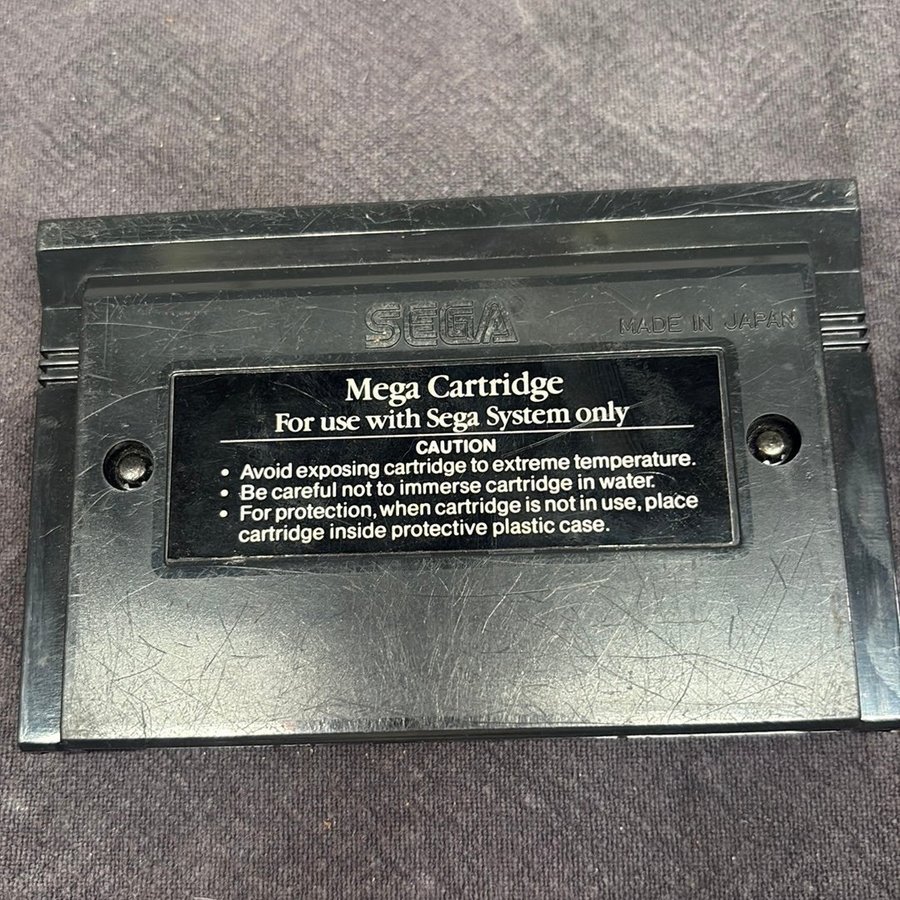 SEGA
MADE IN JAPAN
Mega Cartridge
For use with Sega System only
CAUTION
• Avoid exposing cartridge to extreme temperature.
• Be careful not to immerse cartridge in water.
• For protection, when cartridge is not in use, place
cartridge inside protective plastic case.